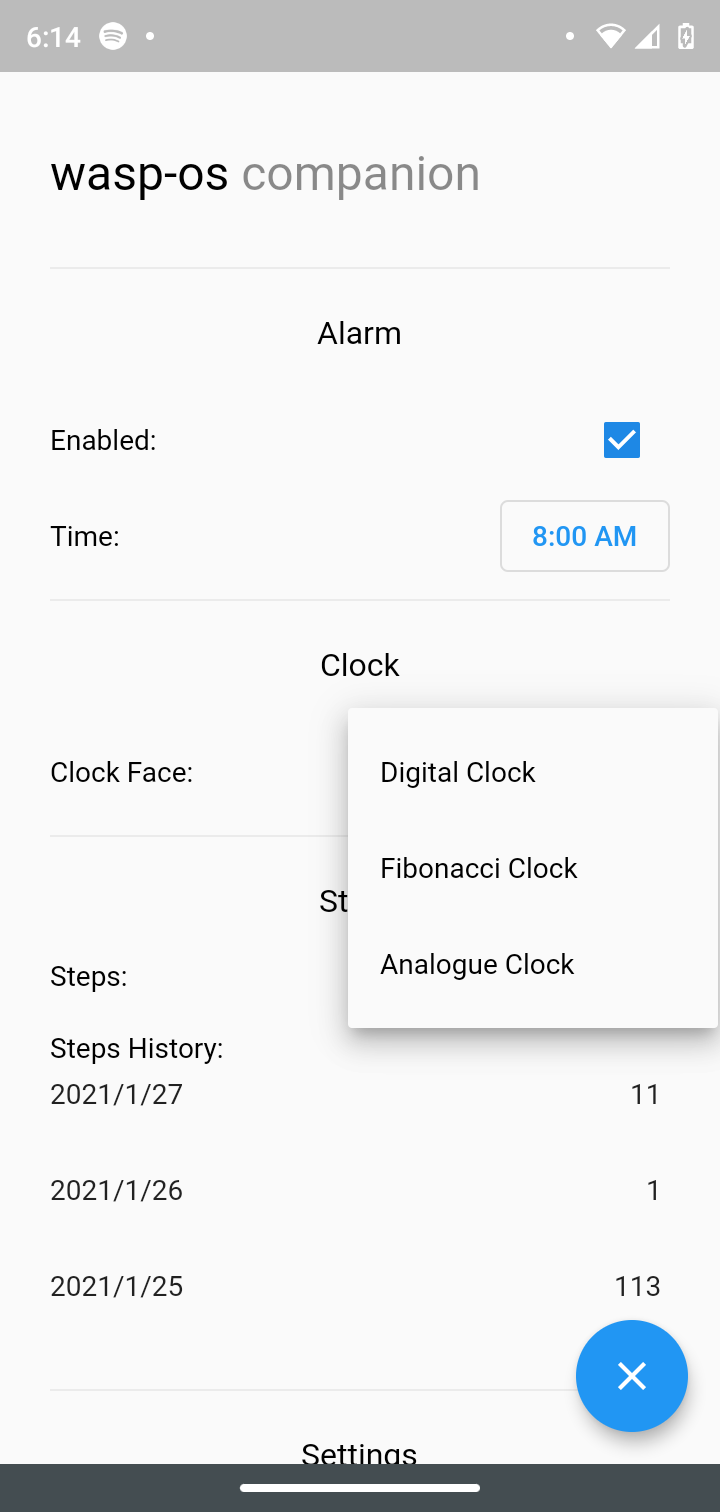 6:14
wasp-os companion
Alarm
Enabled:
Time: 8:00 AM
Clock
Clock Face:
Digital Clock
Fibonacci Clock
Analogue Clock
St
Steps:
Steps History:
2021/1/27 11
2021/1/26 1
2021/1/25 113
Settings